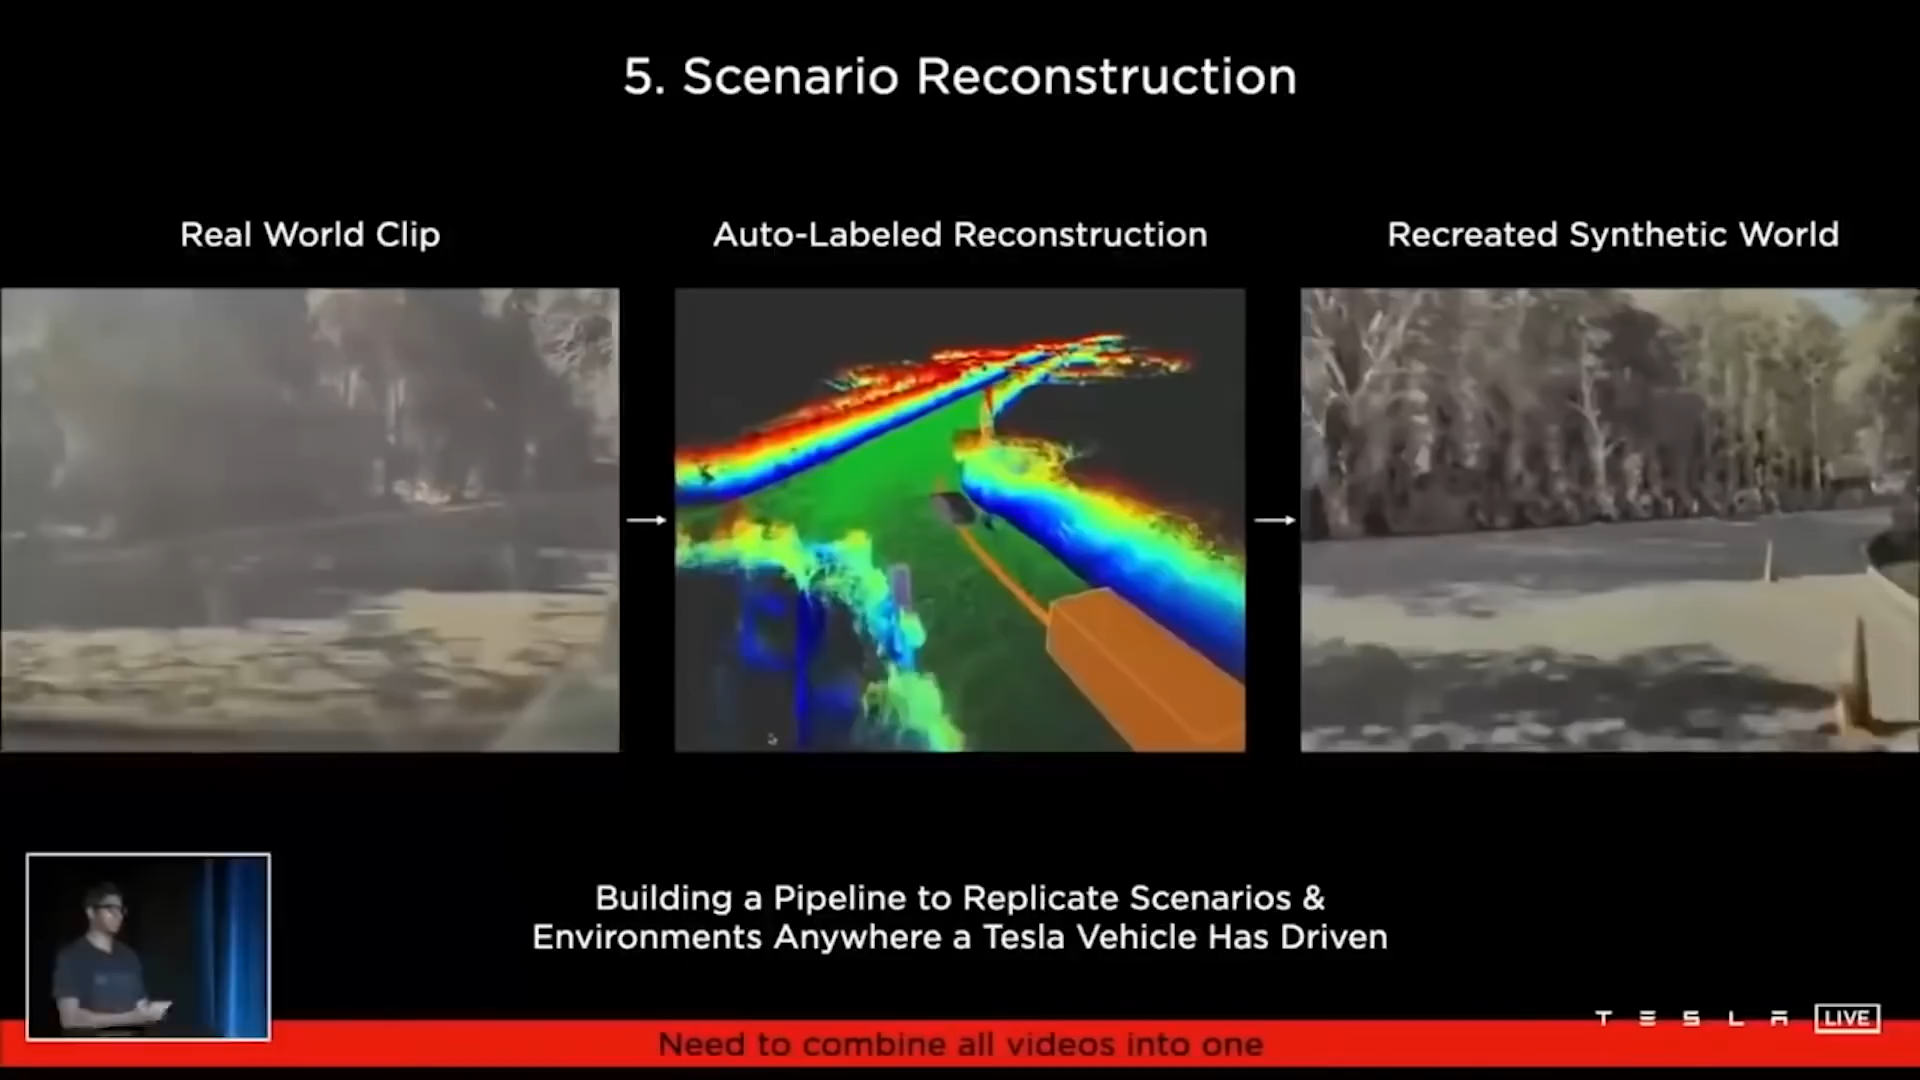 5. Scenario Reconstruction
Real World Clip
Auto-Labeled Reconstruction
Recreated Synthetic World
Building a Pipeline to Replicate Scenarios &
Environments Anywhere a Tesla Vehicle Has Driven
TESLA LIVE
Need to combine all videos into one